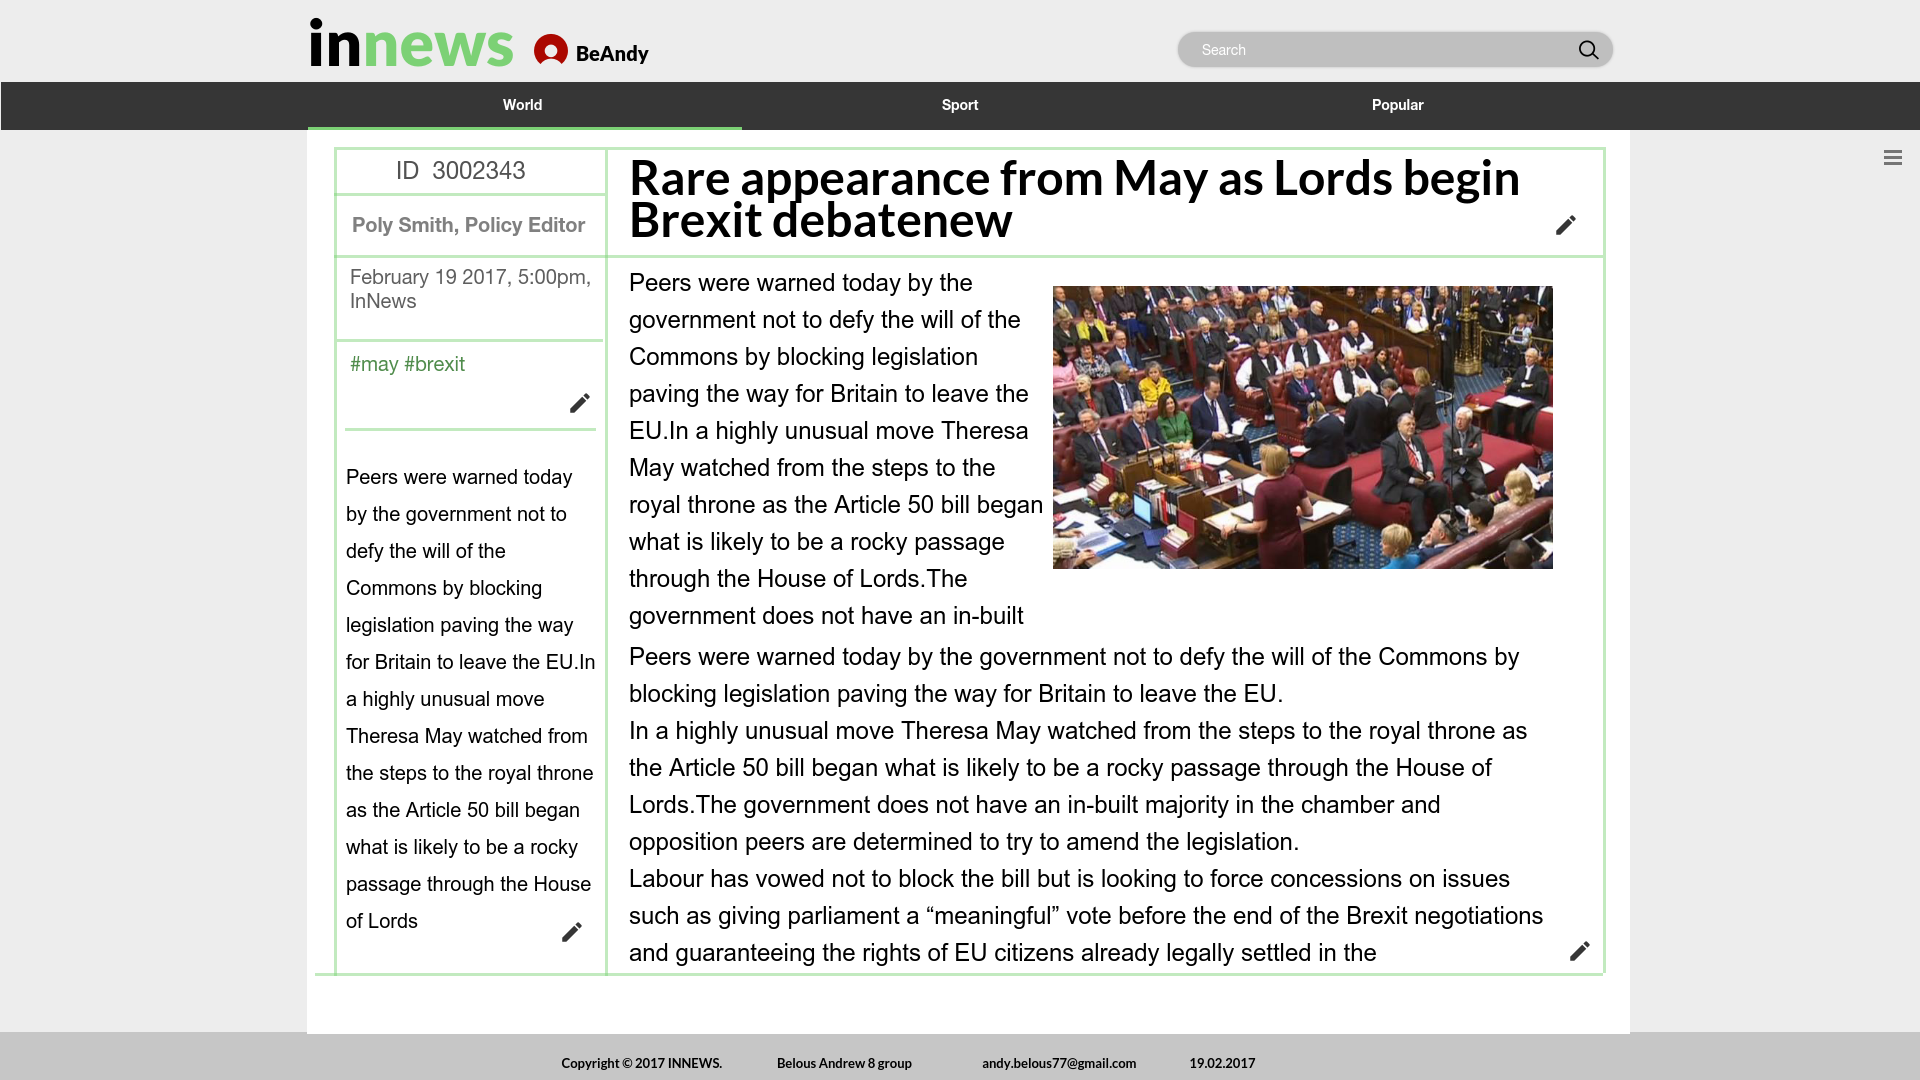 innews
BeAndy
Search
World
Sport
Popular
ID 3002343
Poly Smith, Policy Editor
February 19 2017, 5:00pm,
InNews
#may #brexit
Peers were warned today
by the government not to
defy the will of the
Commons by blocking
legislation paving the way
for Britain to leave the EU.In
a highly unusual move
Theresa May watched from
the steps to the royal throne
as the Article 50 bill began
what is likely to be a rocky
passage through the House
of Lords
Rare appearance from May as Lords begin
Brexit debatenew
Peers were warned today by the
government not to defy the will of the
Commons by blocking legislation
paving the way for Britain to leave the
EU.In a highly unusual move Theresa
May watched from the steps to the
royal throne as the Article 50 bill began
what is likely to be a rocky passage
through the House of Lords.The
government does not have an in-built
Peers were warned today by the government not to defy the will of the Commons by
blocking legislation paving the way for Britain to leave the EU.
In a highly unusual move Theresa May watched from the steps to the royal throne as
the Article 50 bill began what is likely to be a rocky passage through the House of
Lords.The government does not have an in-built majority in the chamber and
opposition peers are determined to try to amend the legislation.
Labour has vowed not to block the bill but is looking to force concessions on issues
such as giving parliament a “meaningful” vote before the end of the Brexit negotiations
and guaranteeing the rights of EU citizens already legally settled in the
Copyright © 2017 INNEWS.
Belous Andrew 8 group
andy.belous77@gmail.com
19.02.2017